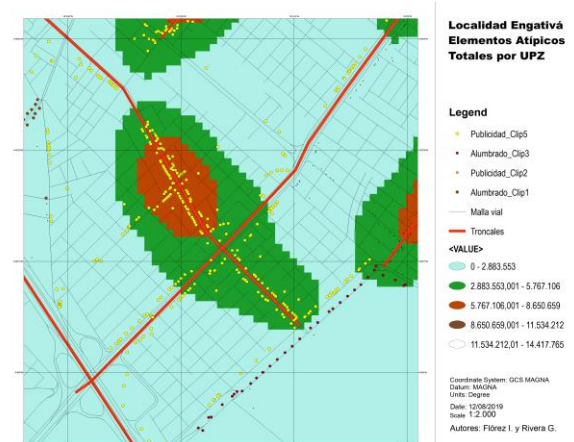 Localidad Engativá
Elementos Atípicos
Totales por UPZ
Legend
Publicidad_Clip5
Alumbrado_Clip3
Publicidad_Clip2
Alumbrado_Clip1
Malla vial
Troncales
<VALUE>
0 - 2.883.553
2.883.553,001 - 5.767.106
5.767.106,001 - 8.650.659
8.650.659,001 - 11.534.212
11.534.212,01 - 14.417.765
Coordinate System: GCS MAGNA
Datum: MAGNA
Units: Degree
Date: 12/08/2019
Scale 1:2.000
Autores: Flórez I. y Rivera G.